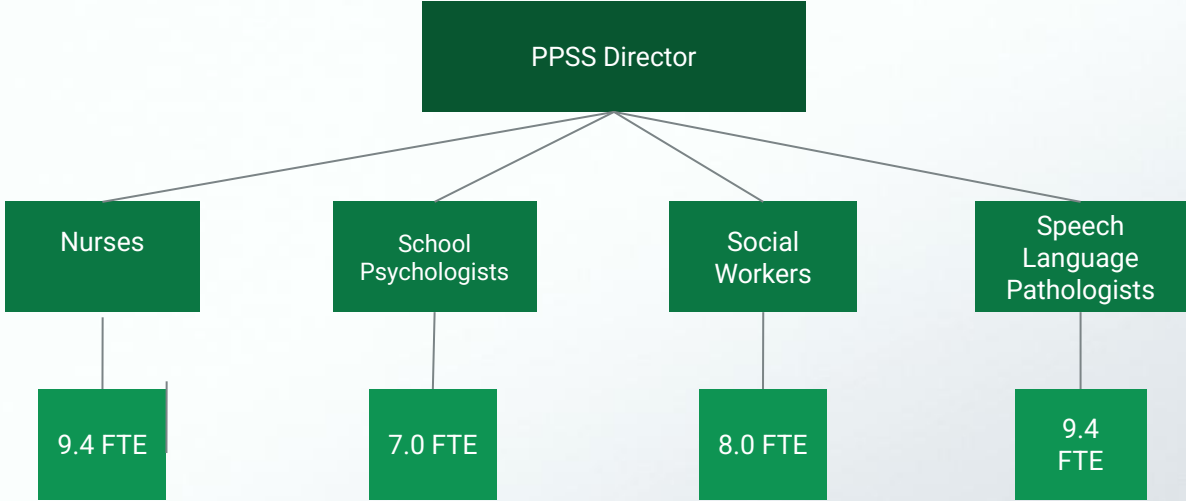 PPSS Director
Nurses
School
Psychologists
Social
Workers
Speech
Language
Pathologists
9.4 FTE
7.0 FTE
8.0 FTE
9.4
FTE